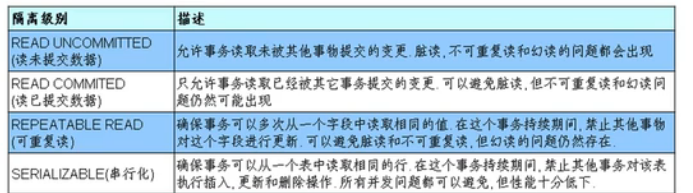 隔离级别 描述
READ UNCOMMITTED
(读未提交数据)
允许事务读取未被其他事物提交的变更.脏读,不可重复读和幻读的问题都会出现
READ COMMITED
(读已提交数据)
只允许事务读取已经被其它事务提交的变更.可以避免脏读,但不可重复读和幻读问
题仍然可能出现
REPEATABLE READ
(可重复读)
确保事务可以多次从一个字段中读取相同的值.在这个事务持续期间,禁止其他事物
对这个字段进行更新.可以避免脏读和不可重复读,但幻读的问题仍然存在.
SERIALIZABLE(串行化)
确保事务可以从一个表中读取相同的行.在这个事务持续期间,禁止其他事务对该表
执行插入,更新和删除操作.所有并发问题都可以避免,但性能十分低下.